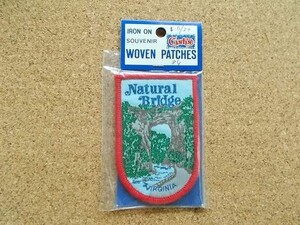 IRON ON
SOUVENIR
WOVEN PATCHES
Natural
Bridge
VIRGINIA